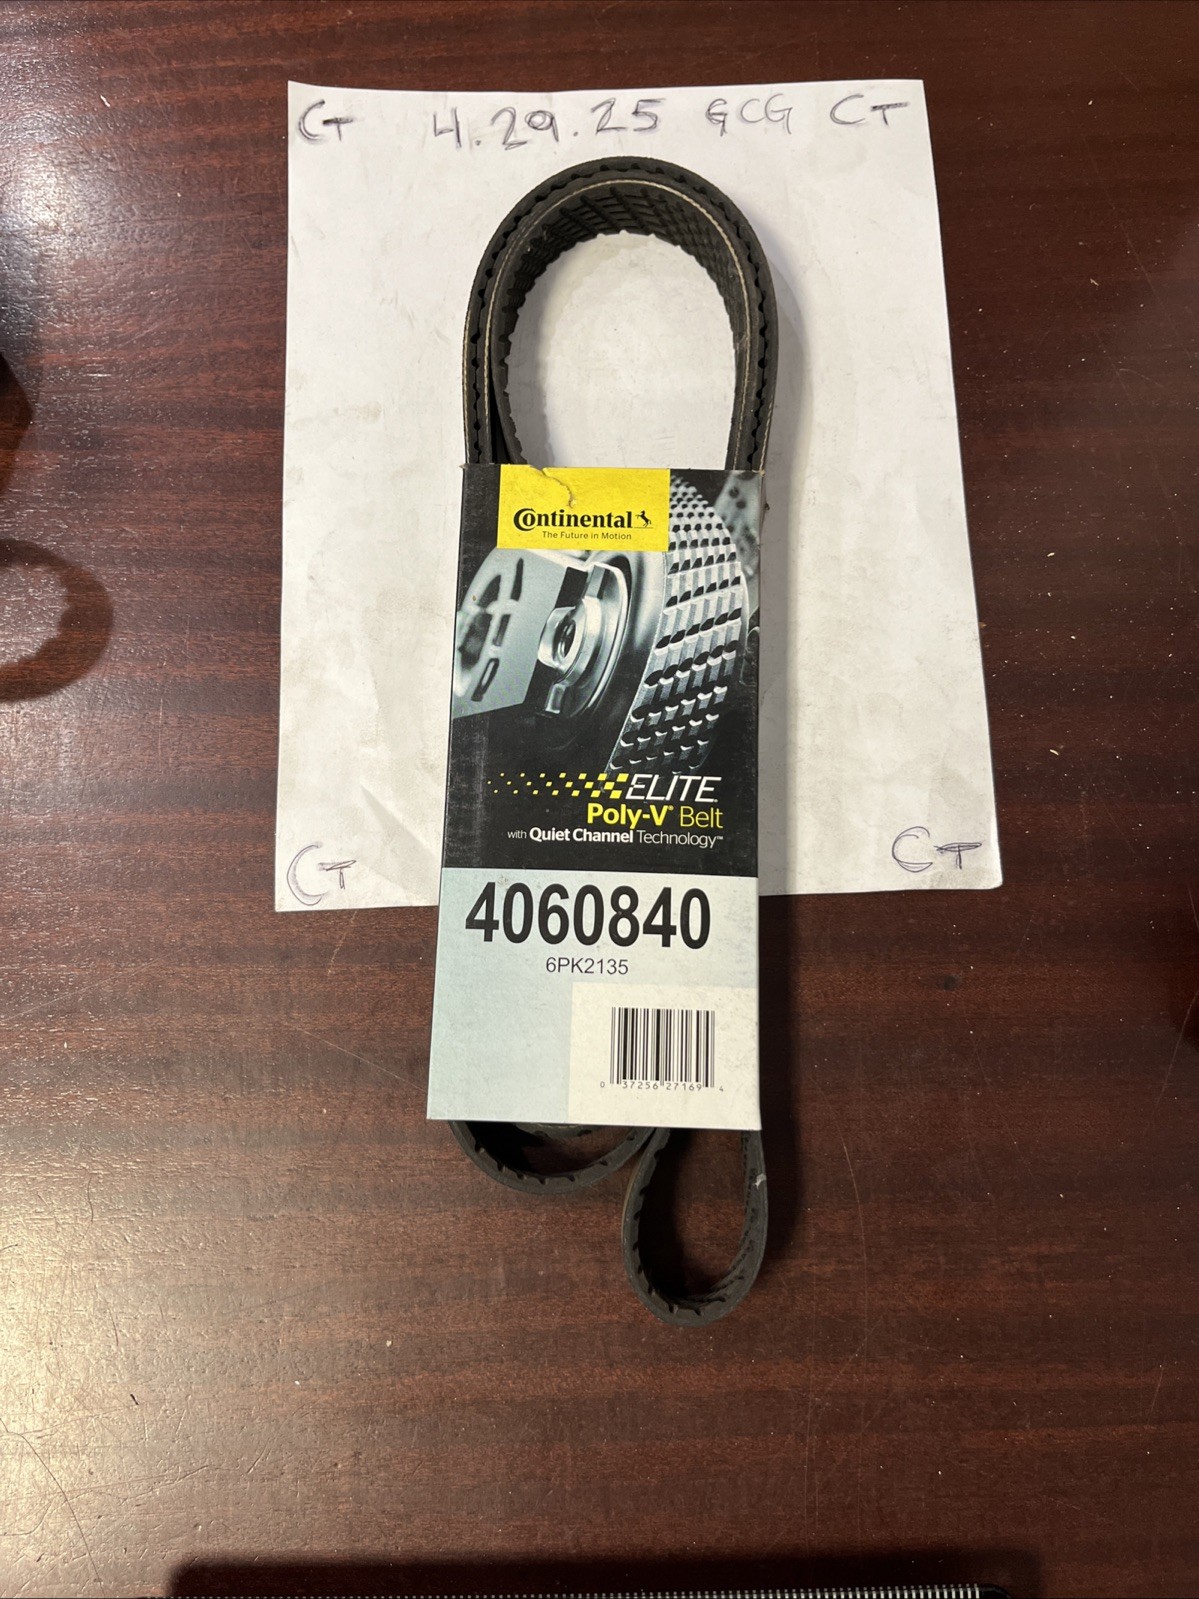 CT 4.29.25 GCG CT
Continental
The Future in Motion
ELITE®
Poly-V® Belt
with Quiet Channel Technology™
4060840
6PK2135
0 37256 27169 4
CT CT